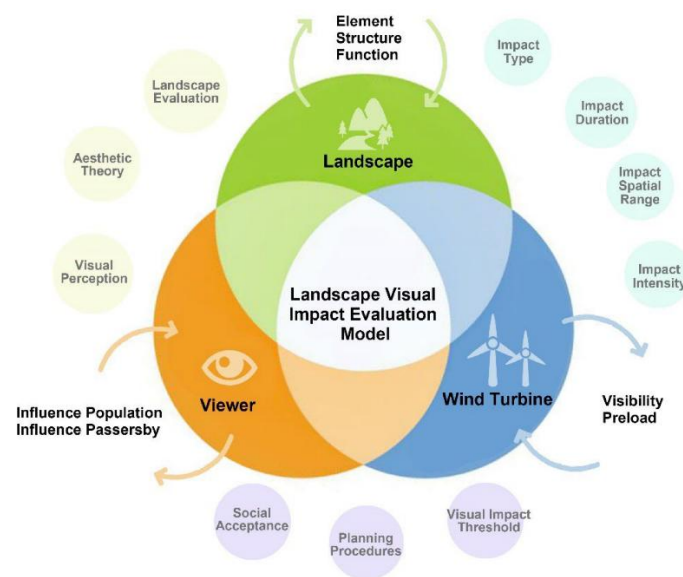 Element
Structure
Function
Impact
Type
Landscape
Evaluation
Impact
Duration
Aesthetic
Theory
Landscape
Impact
Spatial
Range
Visual
Perception
Impact
Intensity
Landscape Visual
Impact Evaluation
Model
Viewer
Wind Turbine
Influence Population
Influence Passersby
Visibility
Preload
Social
Acceptance
Planning
Procedures
Visual Impact
Threshold